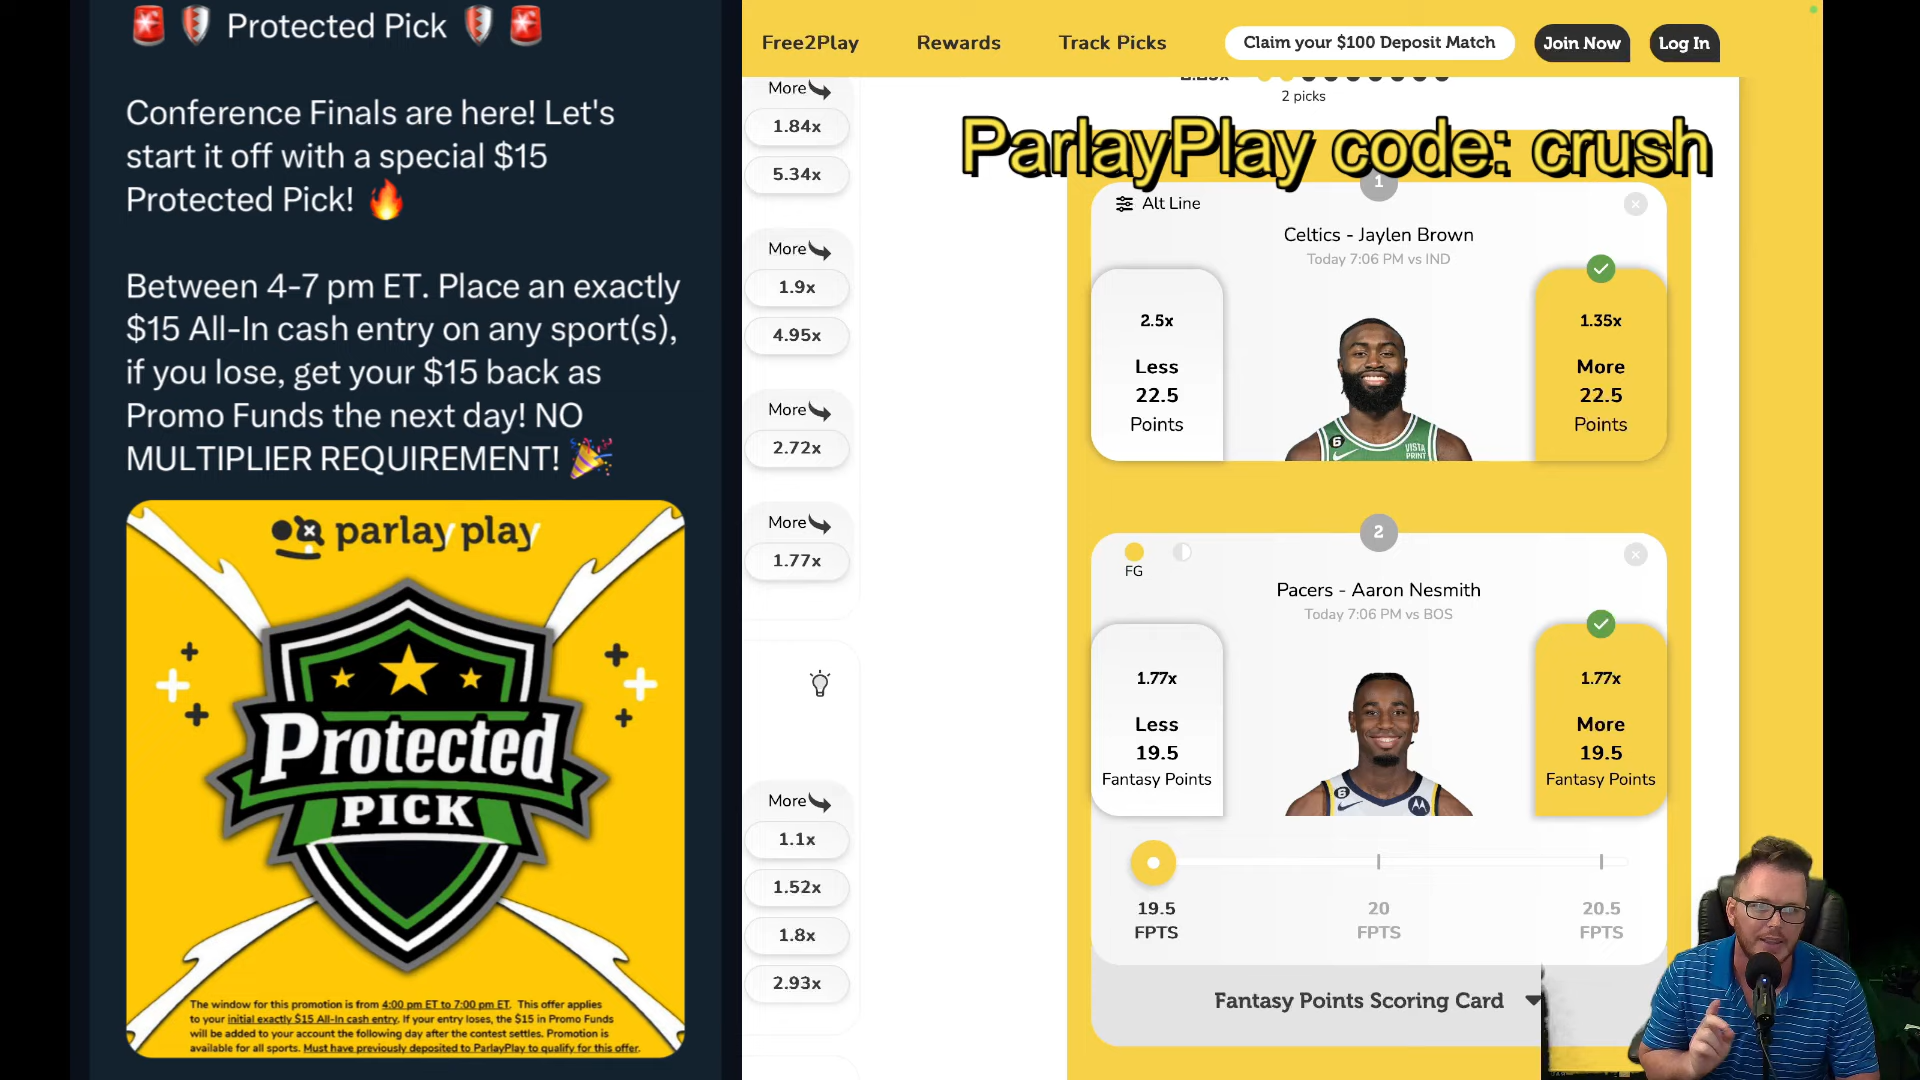 Protected Pick
Conference Finals are here! Let's
start it off with a special $15
Protected Pick!
Between 4-7 pm ET. Place an exactly
$15 All-In cash entry on any sport(s),
if you lose, get your $15 back as
Promo Funds the next day! NO
MULTIPLIER REQUIREMENT!
parlay play
Protected
PICK
The window for this promotion is from 4:00 pm ET to 7:00 pm ET. This offer applies
to your initial exactly $15 All-In cash entry. If your entry loses, the $15 in Promo Funds
will be added to your account the following day after the contest settles. Promotion is
available for all sports. Must have previously deposited to ParlayPlay to qualify for this offer.
Free2Play Rewards Track Picks Claim your $100 Deposit Match Join Now Log In
More
1.84x
5.34x
More
1.9x
4.95x
More
2.72x
More
1.77x
More
1.1x
1.52x
1.8x
2.93x
2 picks
ParlayPlay code: crush
1
Alt Line
Celtics - Jaylen Brown
Today 7:06 PM vs IND
2.5x
Less
22.5
Points
6
VISTA
PRINT
1.35x
More
22.5
Points
2
FG
Pacers - Aaron Nesmith
Today 7:06 PM vs BOS
1.77x
Less
19.5
Fantasy Points
6
1.77x
More
19.5
Fantasy Points
19.5
FPTS
20
FPTS
20.5
FPTS
Fantasy Points Scoring Card